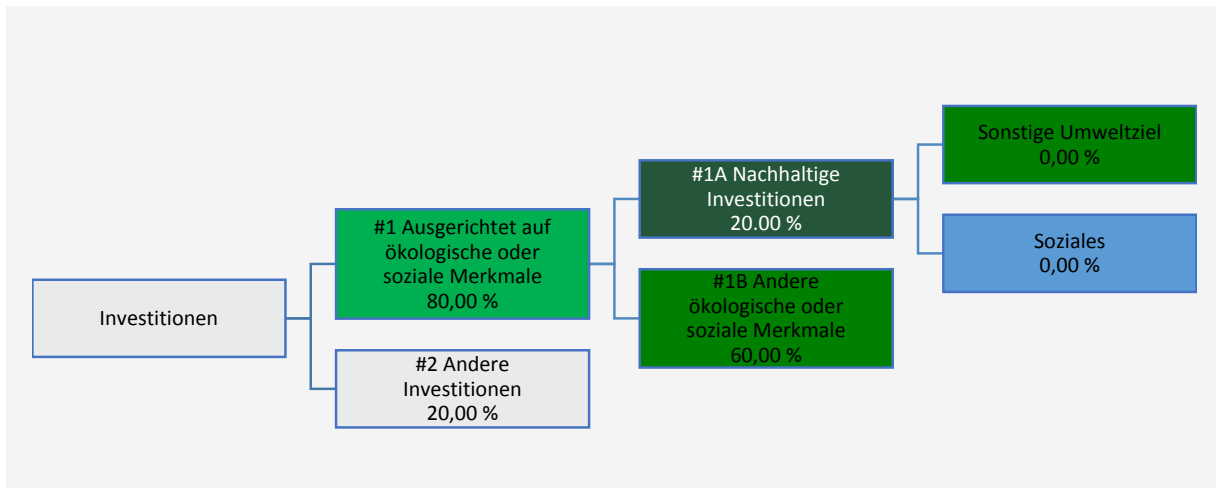 Investitionen
#1 Ausgerichtet auf
ökologische oder
soziale Merkmale
80,00 %
#2 Andere
Investitionen
20,00 %
#1A Nachhaltige
Investitionen
20.00 %
#1B Andere
ökologische oder
soziale Merkmale
60,00 %
Sonstige Umweltziel
0,00 %
Soziales
0,00 %